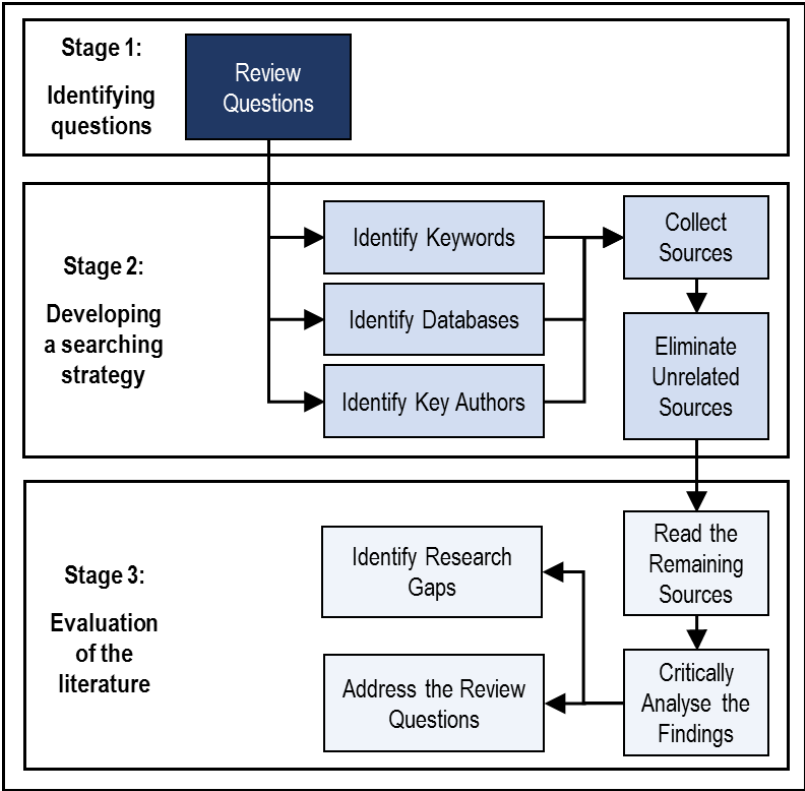 Stage 1:
Identifying
questions
Review
Questions
Stage 2:
Developing
a searching
strategy
Identify Keywords
Identify Databases
Identify Key Authors
Collect
Sources
Eliminate
Unrelated
Sources
Stage 3:
Evaluation
of the
literature
Read the
Remaining
Sources
Critically
Analyse the
Findings
Identify Research
Gaps
Address the Review
Questions